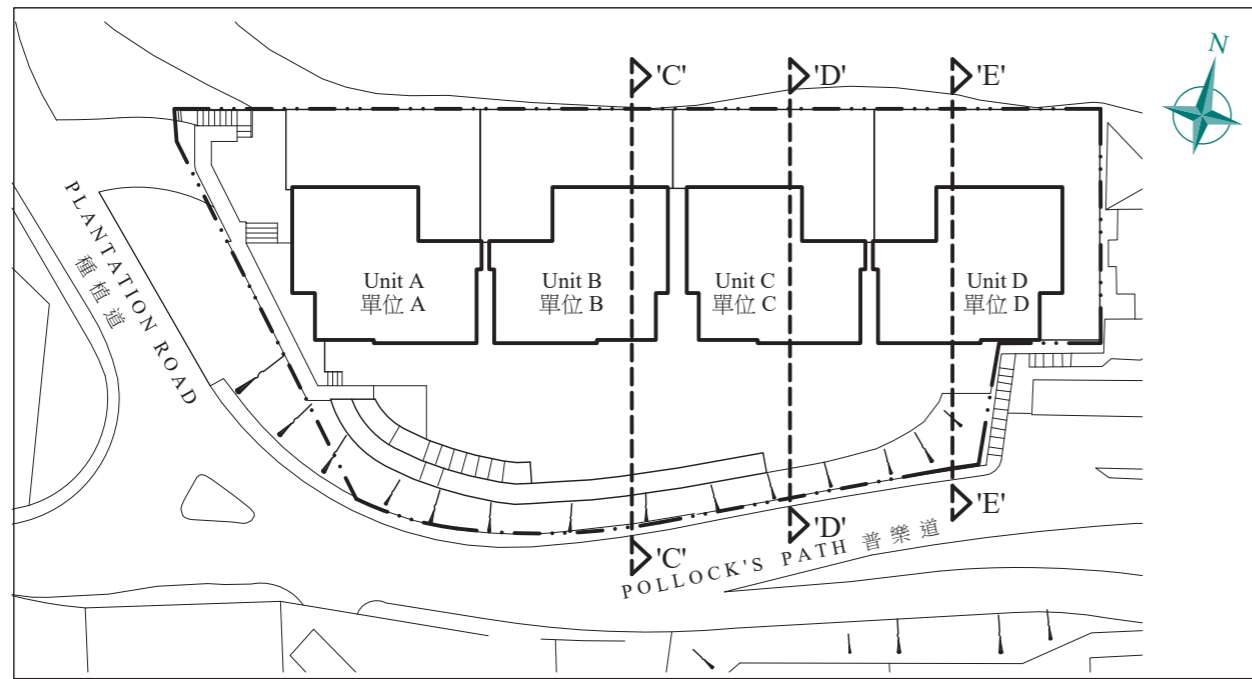 N
'C'
'D'
'E'
PLANTATION ROAD
種植道
Unit A
單位 A
Unit B
單位 B
Unit C
單位 C
Unit D
單位 D
'E'
'D'
'C'
POLLOCK'S PATH 普樂道